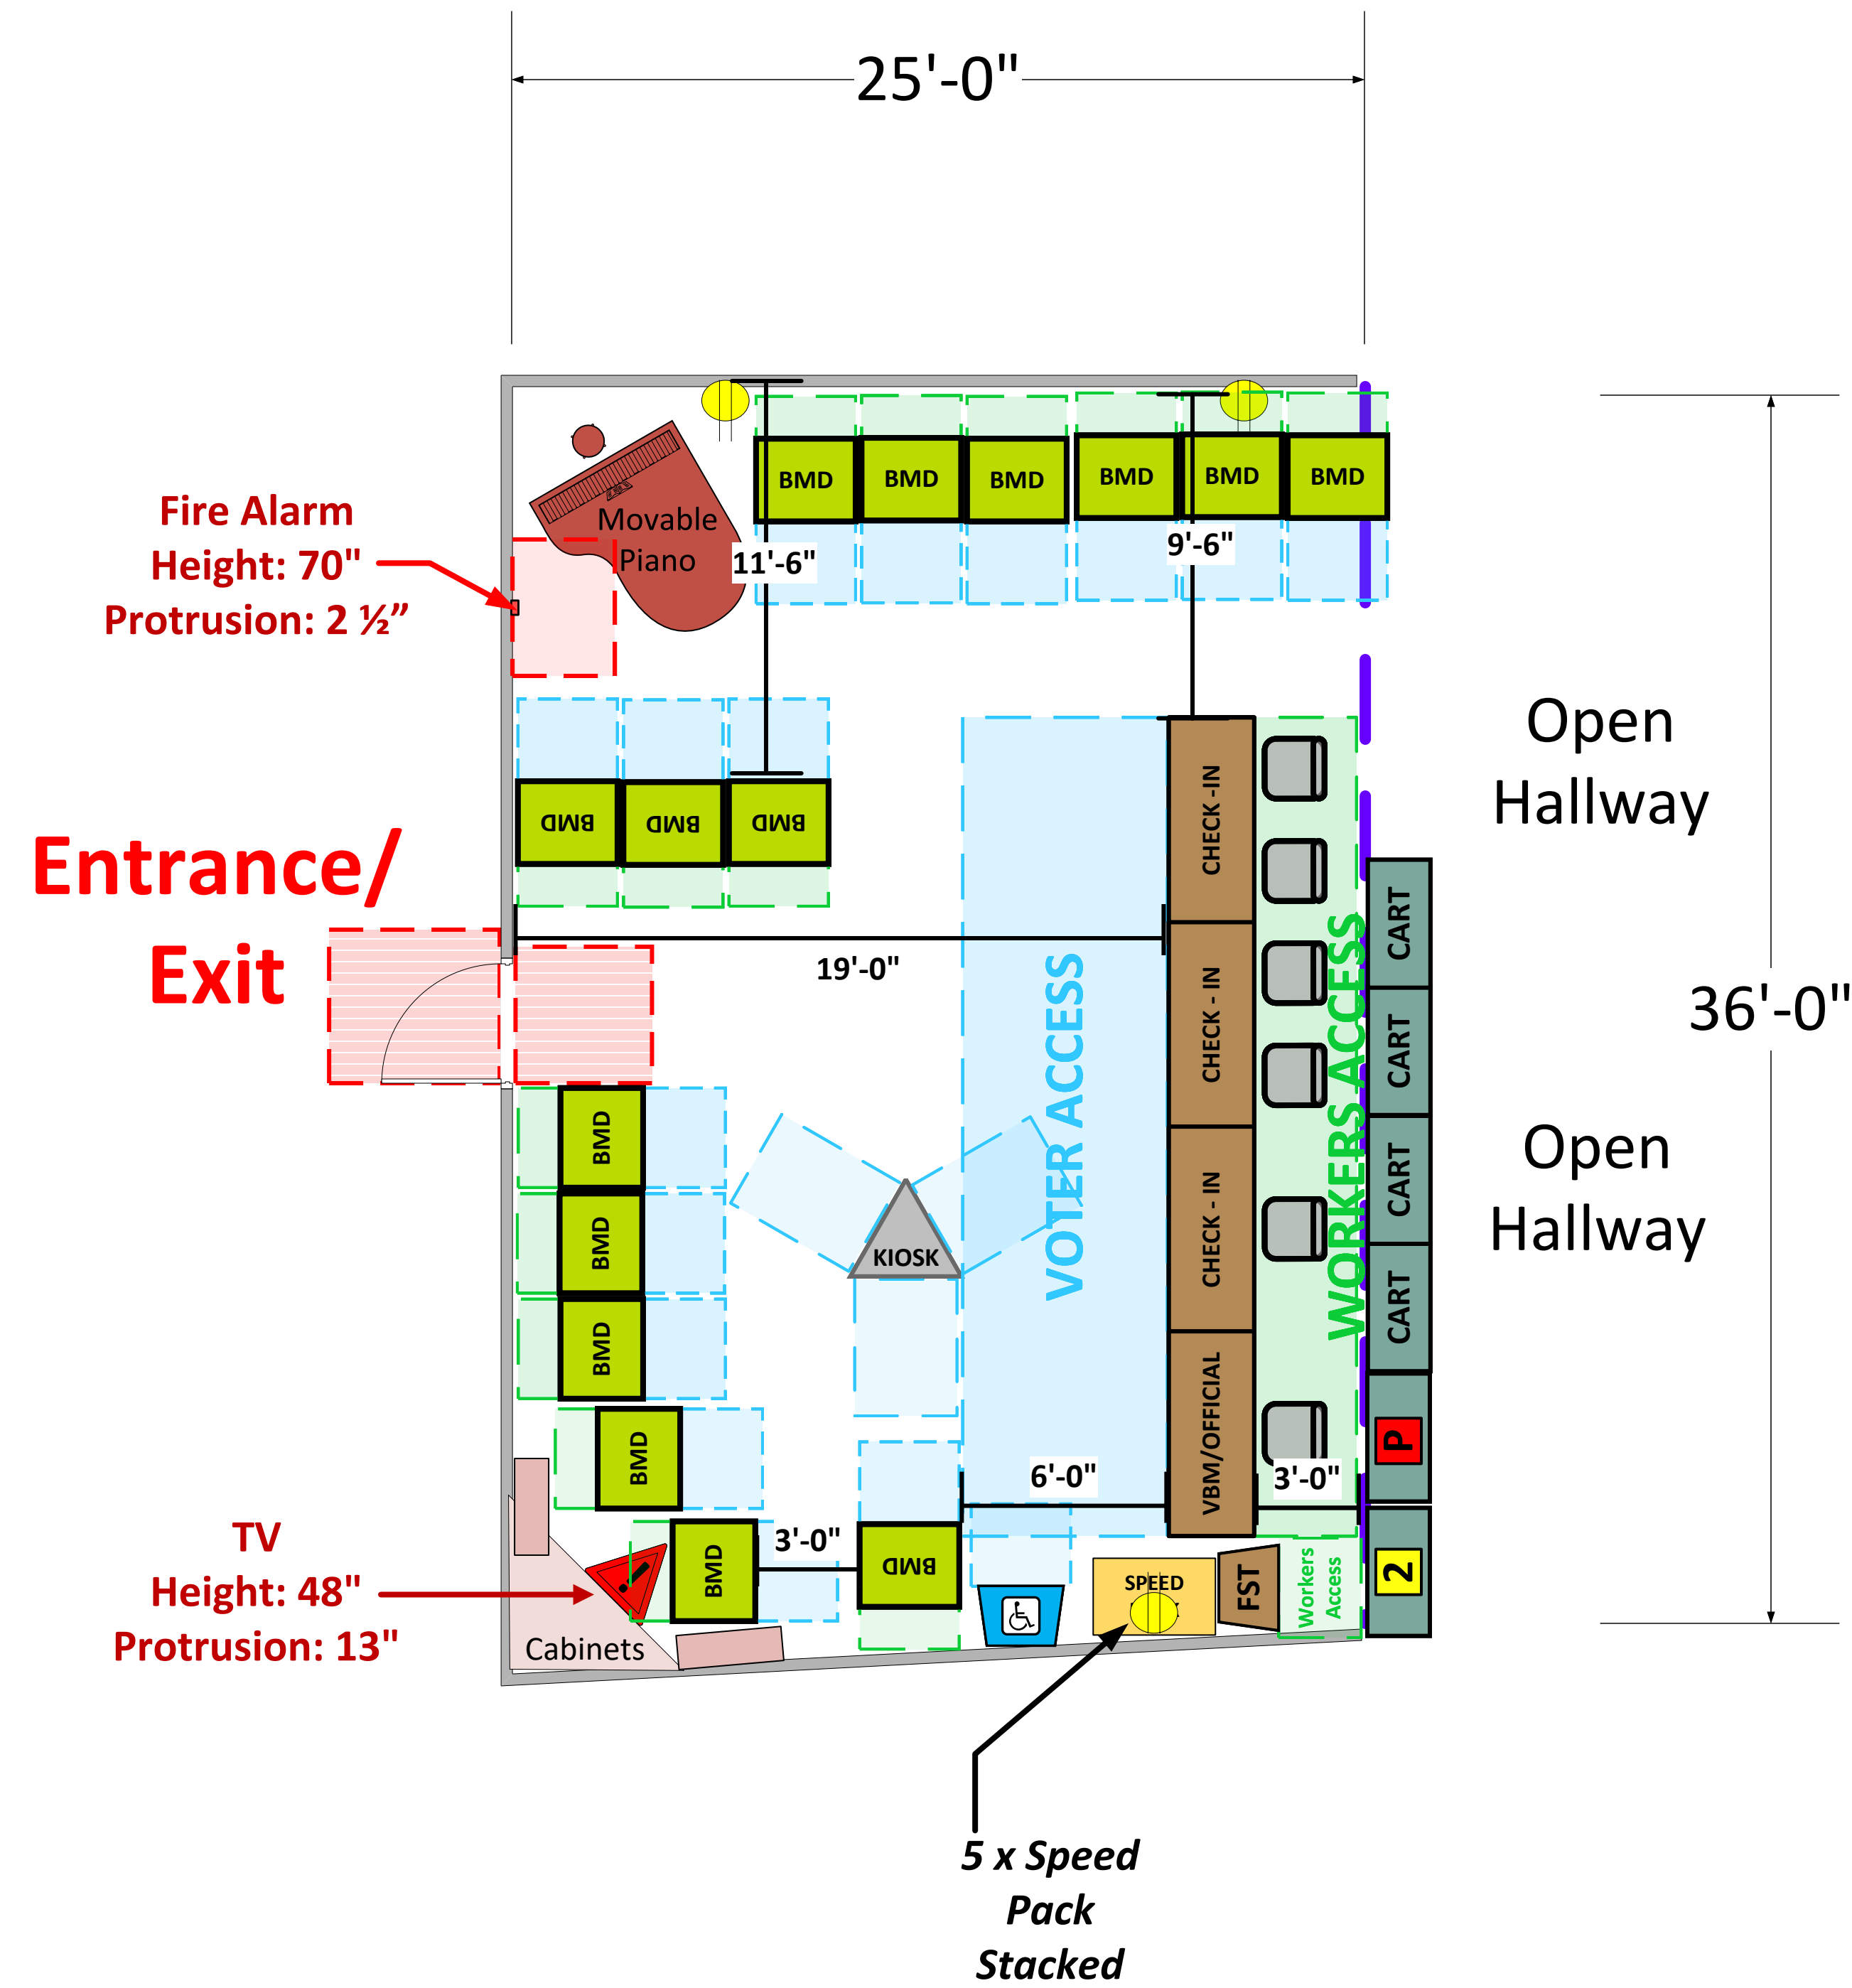 25'-0"
BMD
BMD
BMD
BMD
BMD
BMD
Movable
Piano
11'-6"
9'-6"
Fire Alarm
Height: 70"
Protrusion: 2 ½”
Open
Hallway
BMD
BMD
BMD
CHECK -IN
Entrance/
Exit
19'-0"
VOTER ACCESS
CHECK - IN
WORKERS ACCESS
CART
CART
CART
CART
36'-0"
Open
Hallway
BMD
BMD
BMD
KIOSK
CHECK - IN
BMD
VBM/OFFICIAL
P
6'-0"
3'-0"
TV
Height: 48"
Protrusion: 13"
BMD
3'-0"
BMD
SPEED
FST
Workers
Access
2
Cabinets
5 x Speed
Pack
Stacked